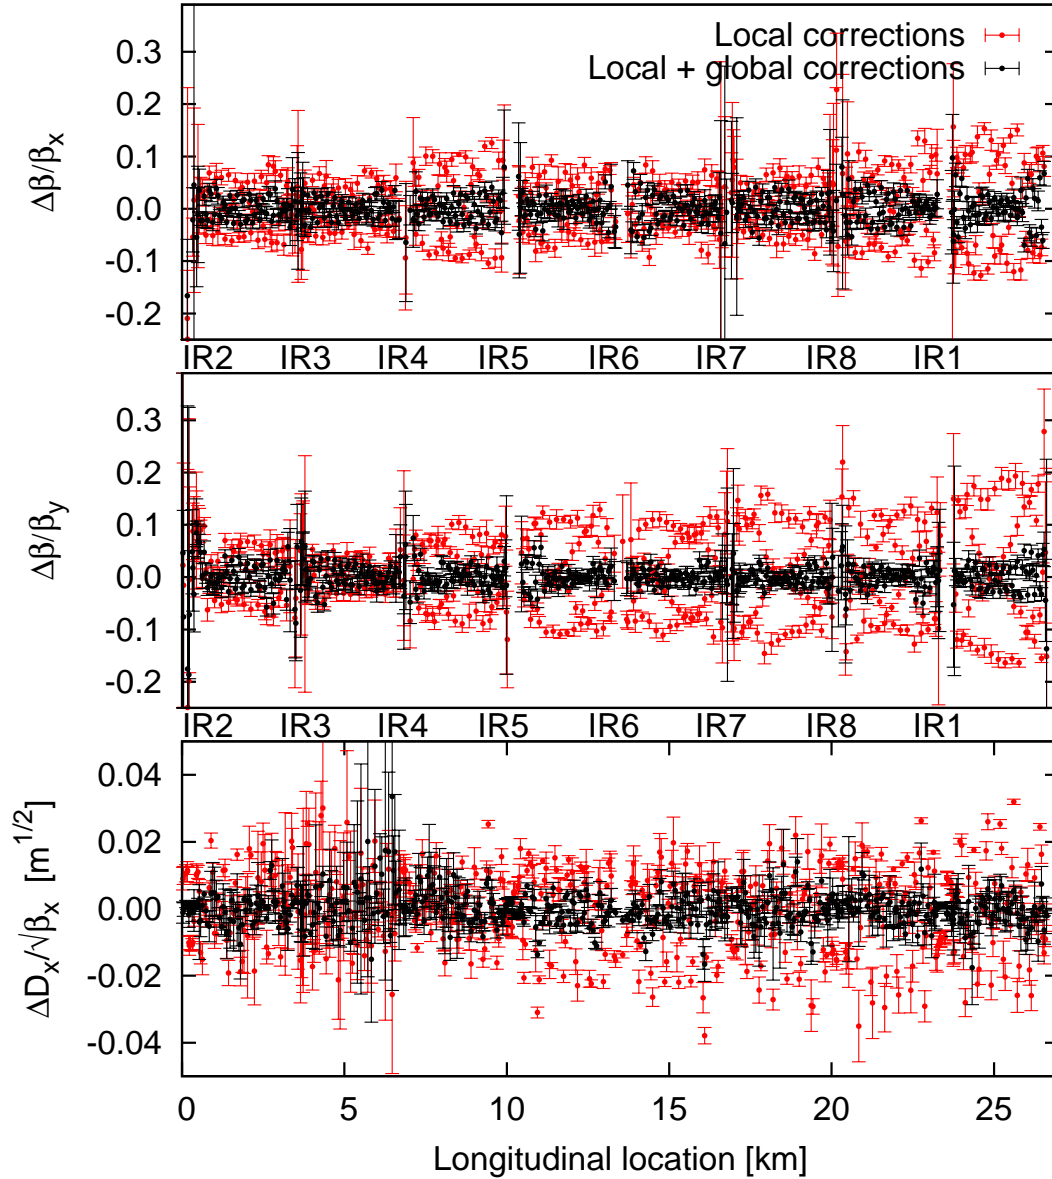 Local corrections
Local + global corrections
Δβ/βx
0.3
0.2
0.1
0.0
-0.1
-0.2
IR2 IR3 IR4 IR5 IR6 IR7 IR8 IR1
Δβ/βy
0.3
0.2
0.1
0.0
-0.1
-0.2
IR2 IR3 IR4 IR5 IR6 IR7 IR8 IR1
ΔDx/√βx [m1/2]
0.04
0.02
0.00
-0.02
-0.04
0 5 10 15 20 25
Longitudinal location [km]